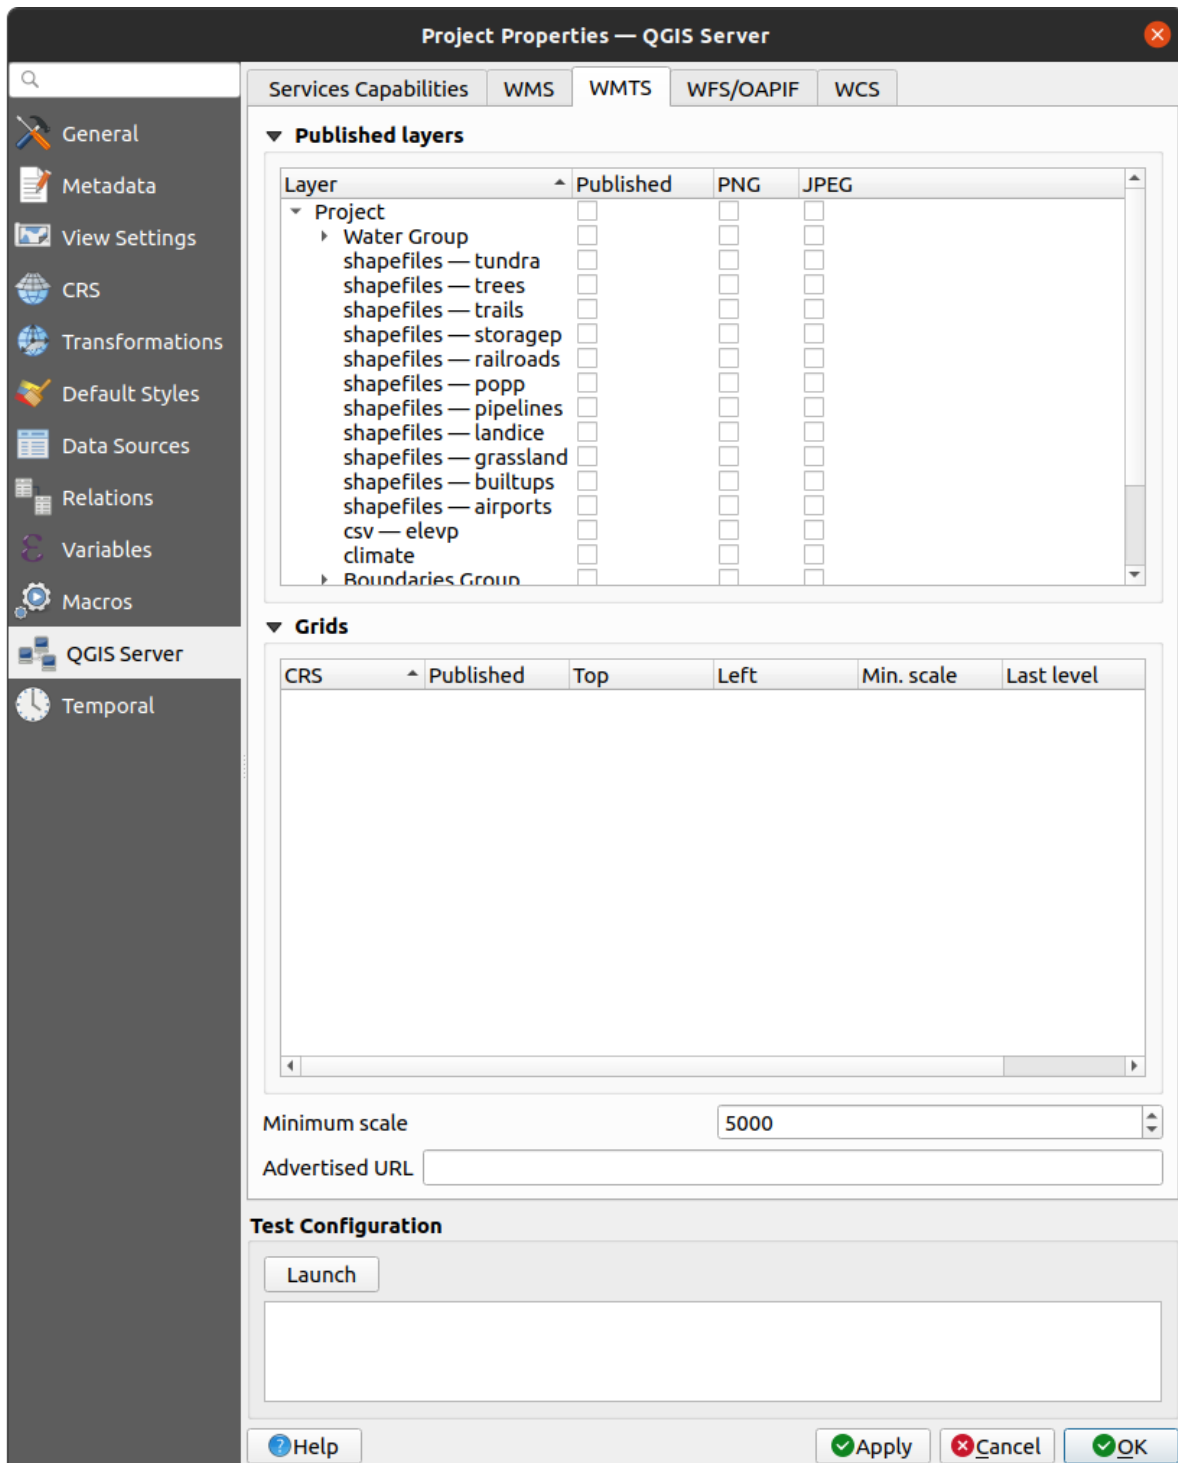 Project Properties — QGIS Server
General
Metadata
View Settings
CRS
Transformations
Default Styles
Data Sources
Relations
Variables
Macros
QGIS Server
Temporal
Services Capabilities WMS WMTS WFS/OAPIF WCS
Published layers
Layer Published PNG JPEG
Project
Water Group
shapefiles — tundra
shapefiles — trees
shapefiles — trails
shapefiles — storagep
shapefiles — railroads
shapefiles — popp
shapefiles — pipelines
shapefiles — landice
shapefiles — grassland
shapefiles — builtups
shapefiles — airports
csv — elevp
climate
Boundaries Group
Grids
CRS Published Top Left Min. scale Last level
Minimum scale 5000
Advertised URL
Test Configuration
Launch
Help Apply Cancel OK